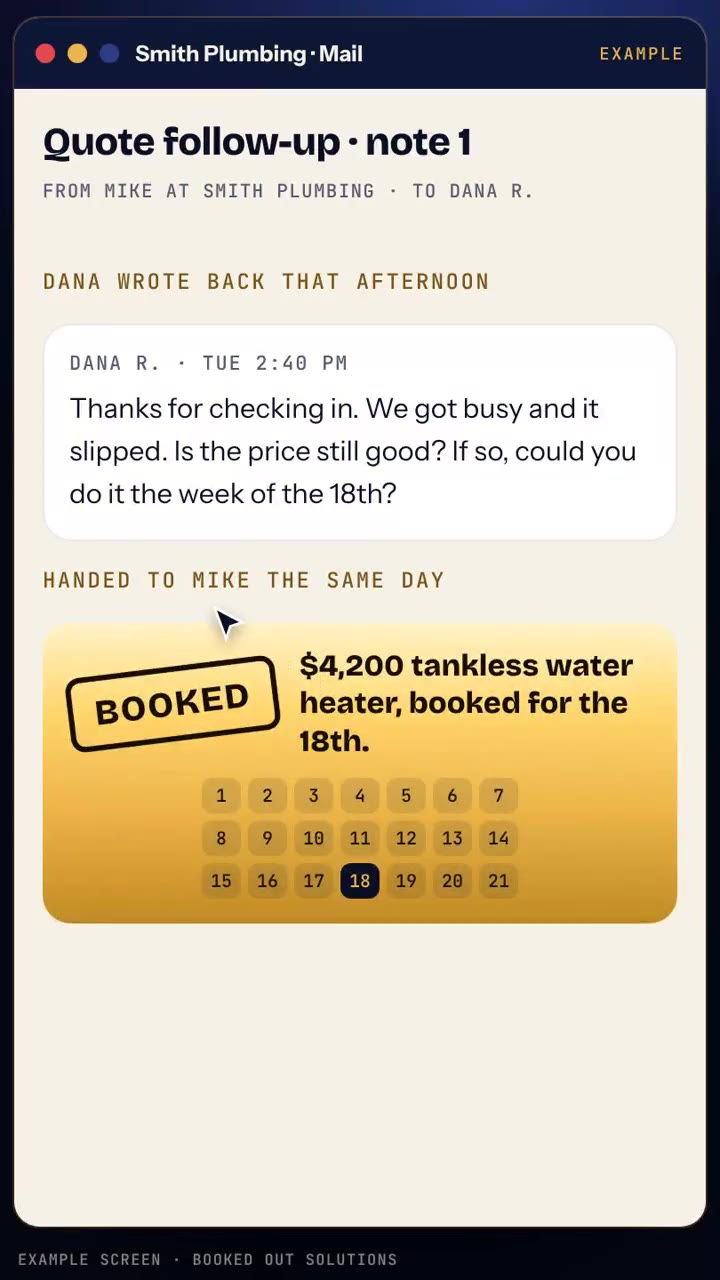 Smith Plumbing · Mail
EXAMPLE
Quote follow-up · note 1
FROM MIKE AT SMITH PLUMBING · TO DANA R.
DANA WROTE BACK THAT AFTERNOON
DANA R. · TUE 2:40 PM
Thanks for checking in. We got busy and it
slipped. Is the price still good? If so, could you
do it the week of the 18th?
HANDED TO MIKE THE SAME DAY
BOOKED
$4,200 tankless water
heater, booked for the
18th.
1 2 3 4 5 6 7
8 9 10 11 12 13 14
15 16 17 18 19 20 21
EXAMPLE SCREEN · BOOKED OUT SOLUTIONS